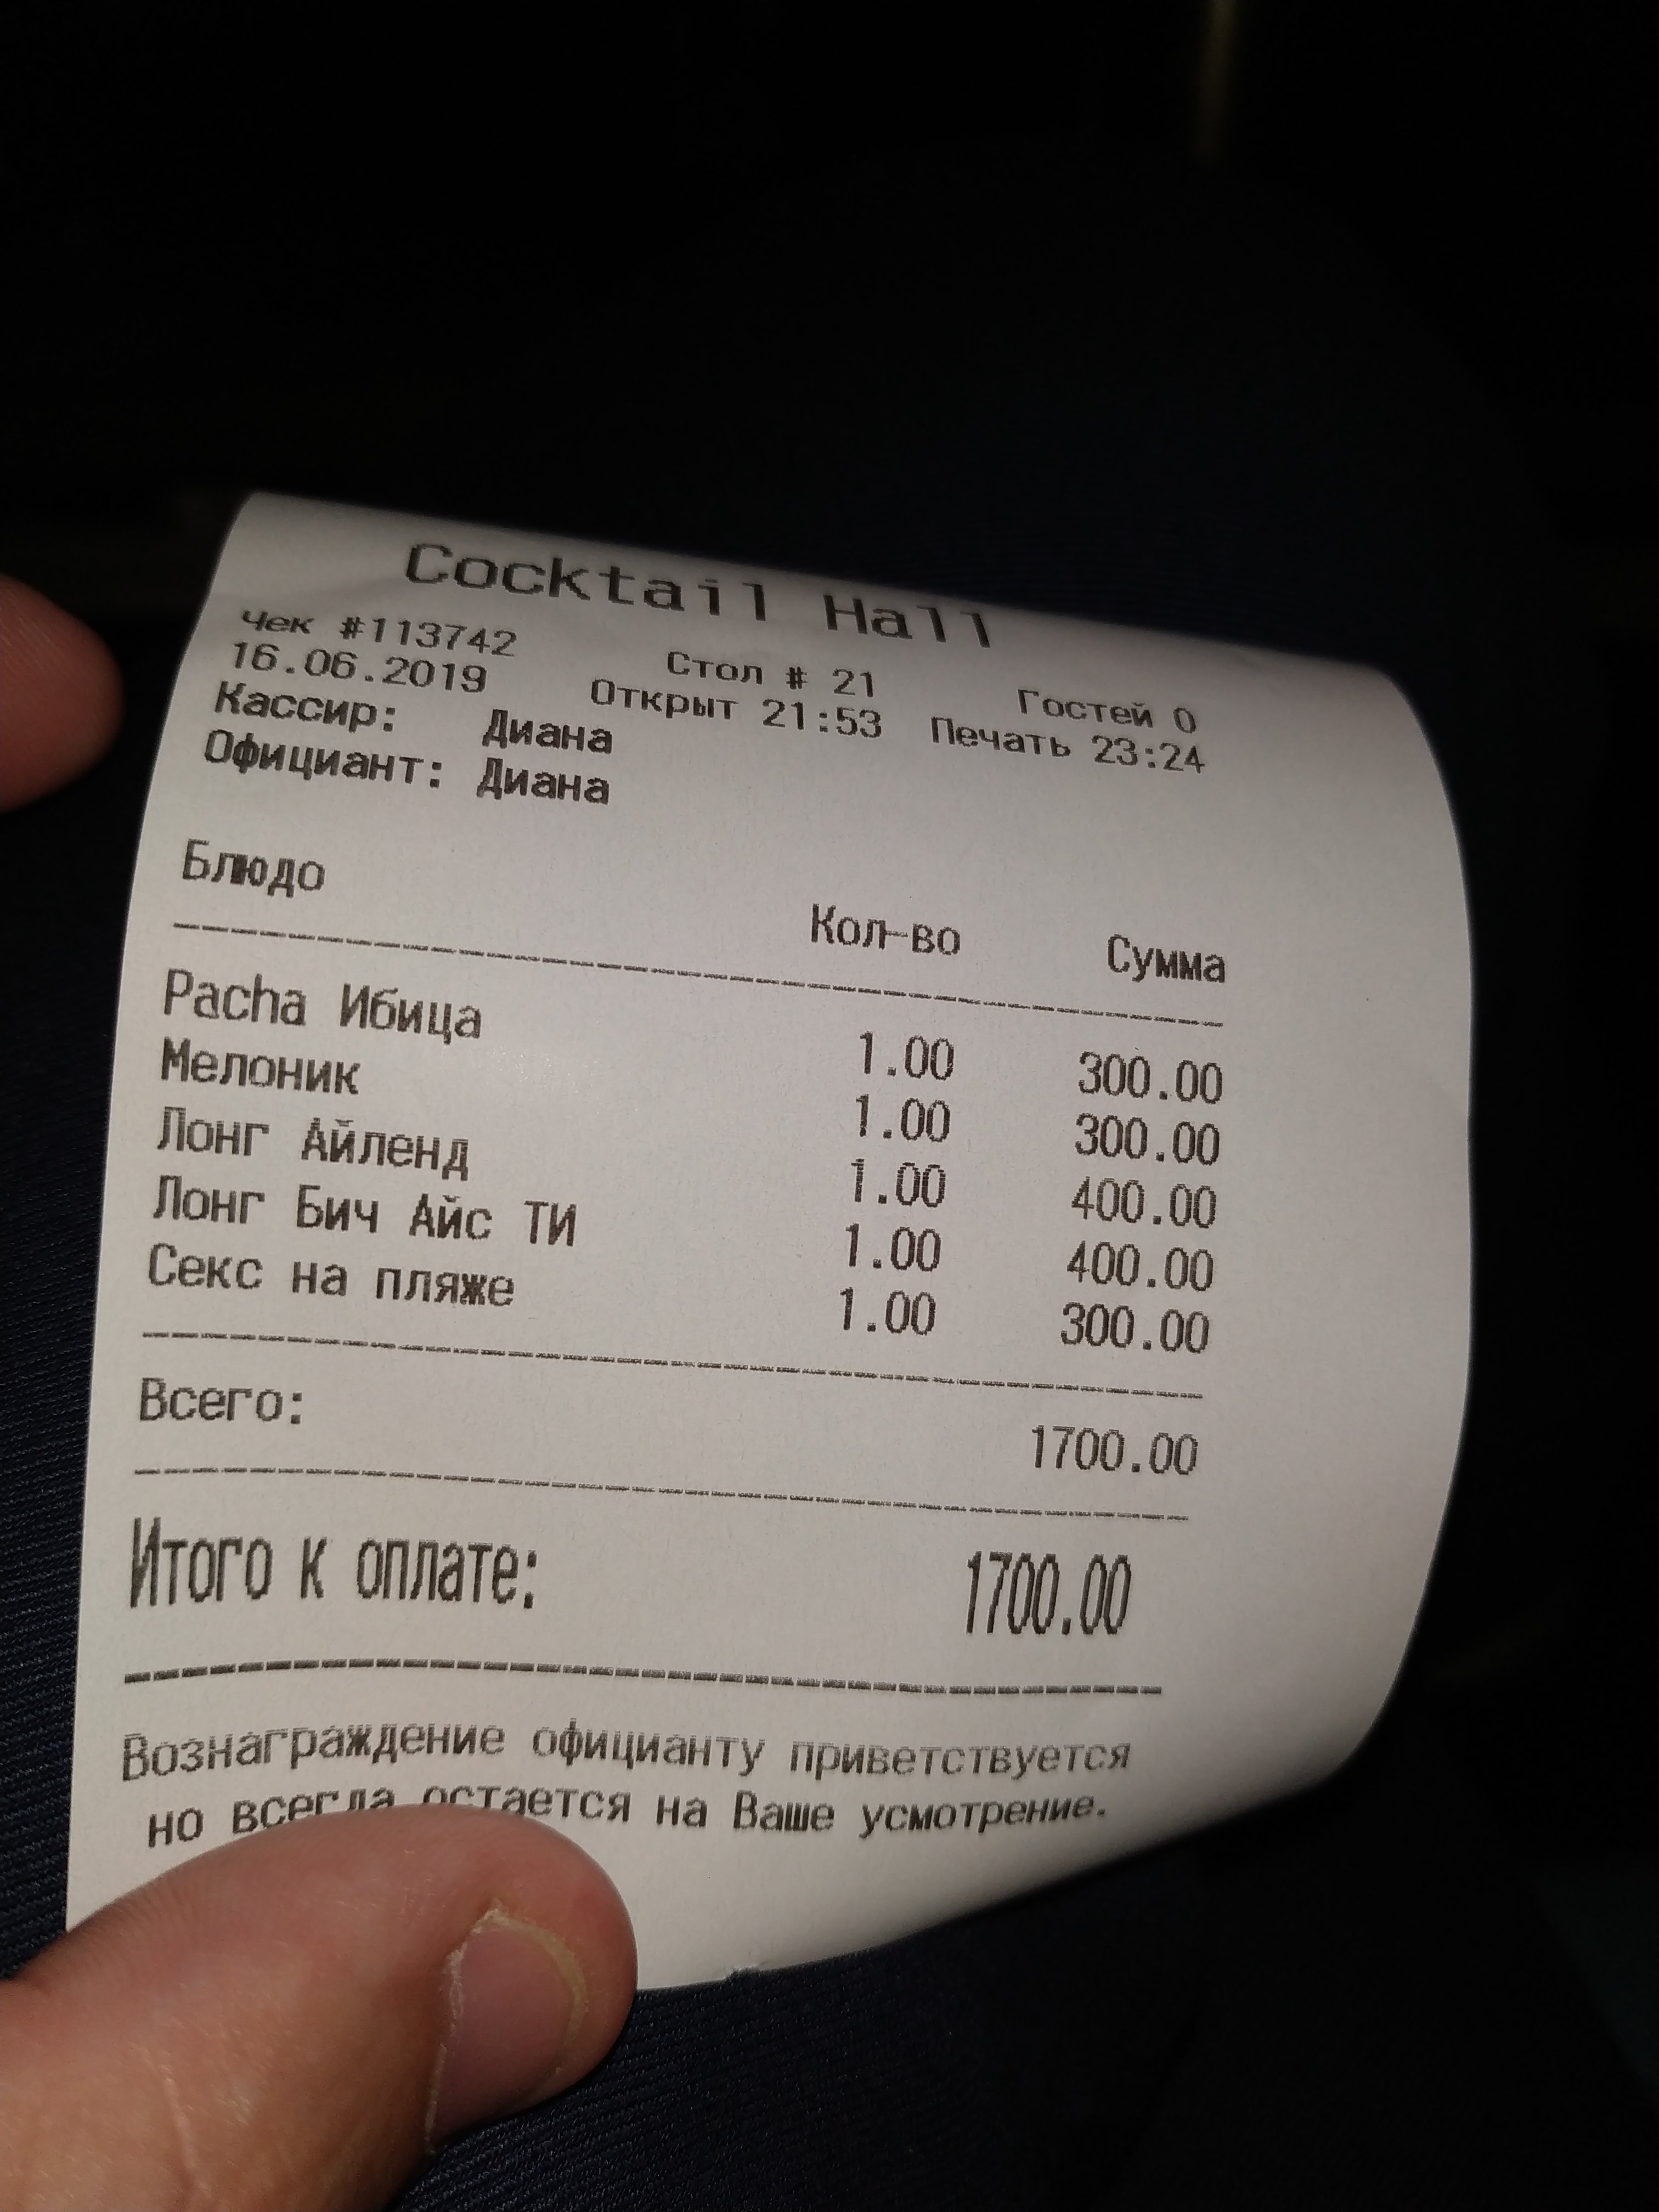 Cocktail Hall
Чек #113742 Стол # 21 Гостей 0
16.06.2019 Открыт 21:53 Печать 23:24
Кассир: Диана
Официант: Диана
Блюдо Кол-во Сумма
Pacha Ибица 1.00 300.00
Мелоник 1.00 300.00
Лонг Айленд 1.00 400.00
Лонг Бич Айс ТИ 1.00 400.00
Секс на пляже 1.00 300.00
Всего: 1700.00
Итого к оплате: 1700.00
Вознаграждение официанту приветствуется
но всегда остается на Ваше усмотрение.